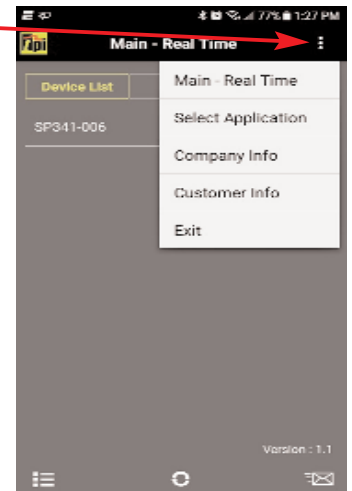 77% 1:27 PM
tpi Main - Real Time
Device List
Main - Real Time
SP341-006
Select Application
Company Info
Customer Info
Exit
Version : 1.1